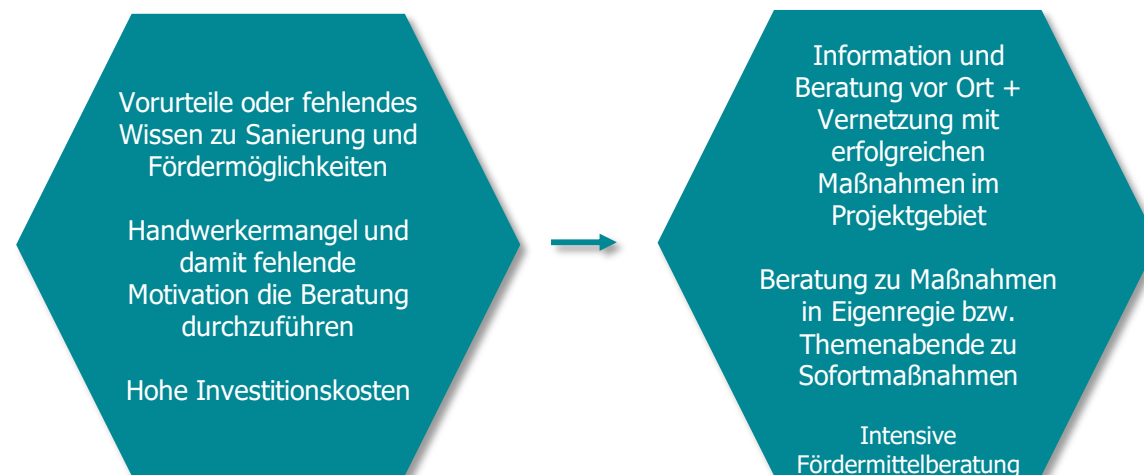 Vorurteile oder fehlendes
Wissen zu Sanierung und
Fördermöglichkeiten
Handwerkermangel und
damit fehlende
Motivation die Beratung
durchzuführen
Hohe Investitionskosten
Information und
Beratung vor Ort +
Vernetzung mit
erfolgreichen
Maßnahmen im
Projektgebiet
Beratung zu Maßnahmen
in Eigenregie bzw.
Themenabende zu
Sofortmaßnahmen
Intensive
Fördermittelberatung